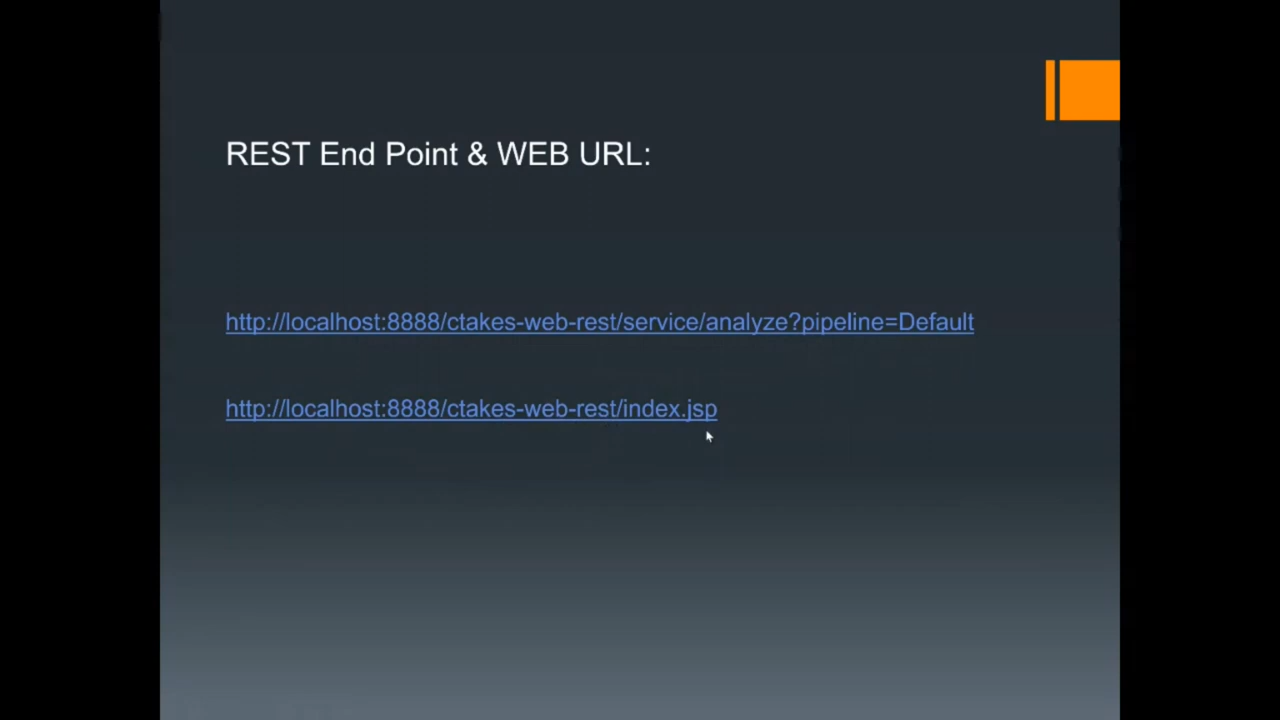 REST End Point & WEB URL:
http://localhost:8888/ctakes-web-rest/service/analyze?pipeline=Default
http://localhost:8888/ctakes-web-rest/index.jsp